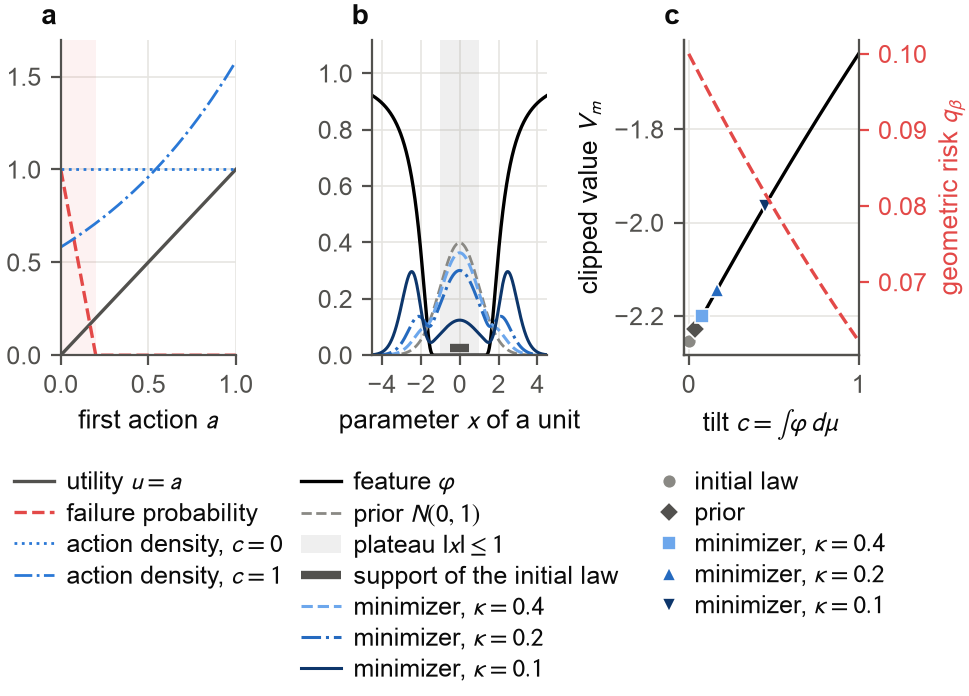 a
b
c
1.5
1.0
0.5
0.0
0.0
0.5
1.0
first action a
1.0
0.8
0.6
0.4
0.2
0.0
−4
−2
0
2
4
parameter x of a unit
clipped value Vₘ
−1.8
−2.0
−2.2
0
1
tilt c = ∫φ dμ
0.10
0.09
0.08
0.07
geometric risk qᵦ
utility u = a
failure probability
action density, c = 0
action density, c = 1
feature φ
prior N(0, 1)
plateau |x| ≤ 1
support of the initial law
minimizer, κ = 0.4
minimizer, κ = 0.2
minimizer, κ = 0.1
initial law
prior
minimizer, κ = 0.4
minimizer, κ = 0.2
minimizer, κ = 0.1